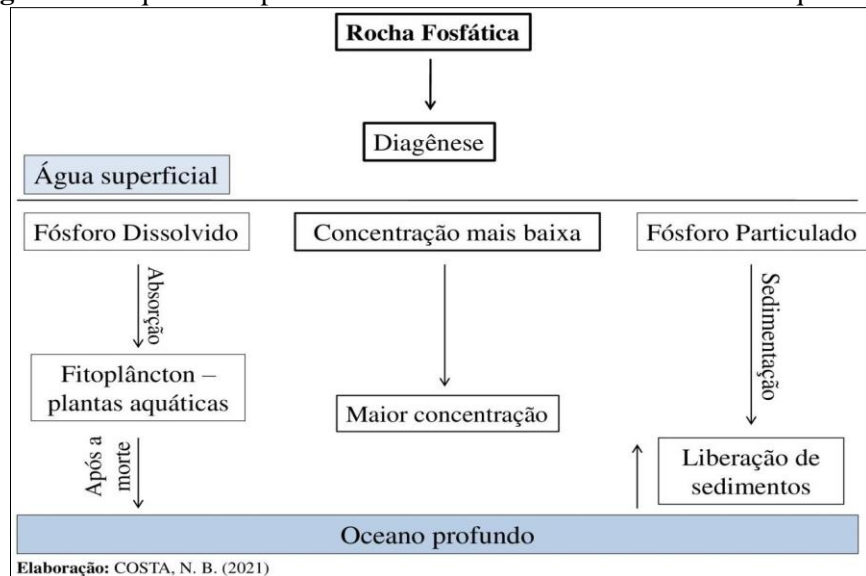 Rocha Fosfática
Diagênese
Água superficial
Fósforo Dissolvido
Concentração mais baixa
Fósforo Particulado
Absorção
Sedimentação
Fitoplâncton –
plantas aquáticas
Maior concentração
Após a
morte
Liberação de
sedimentos
Oceano profundo
Elaboração: COSTA, N. B. (2021)